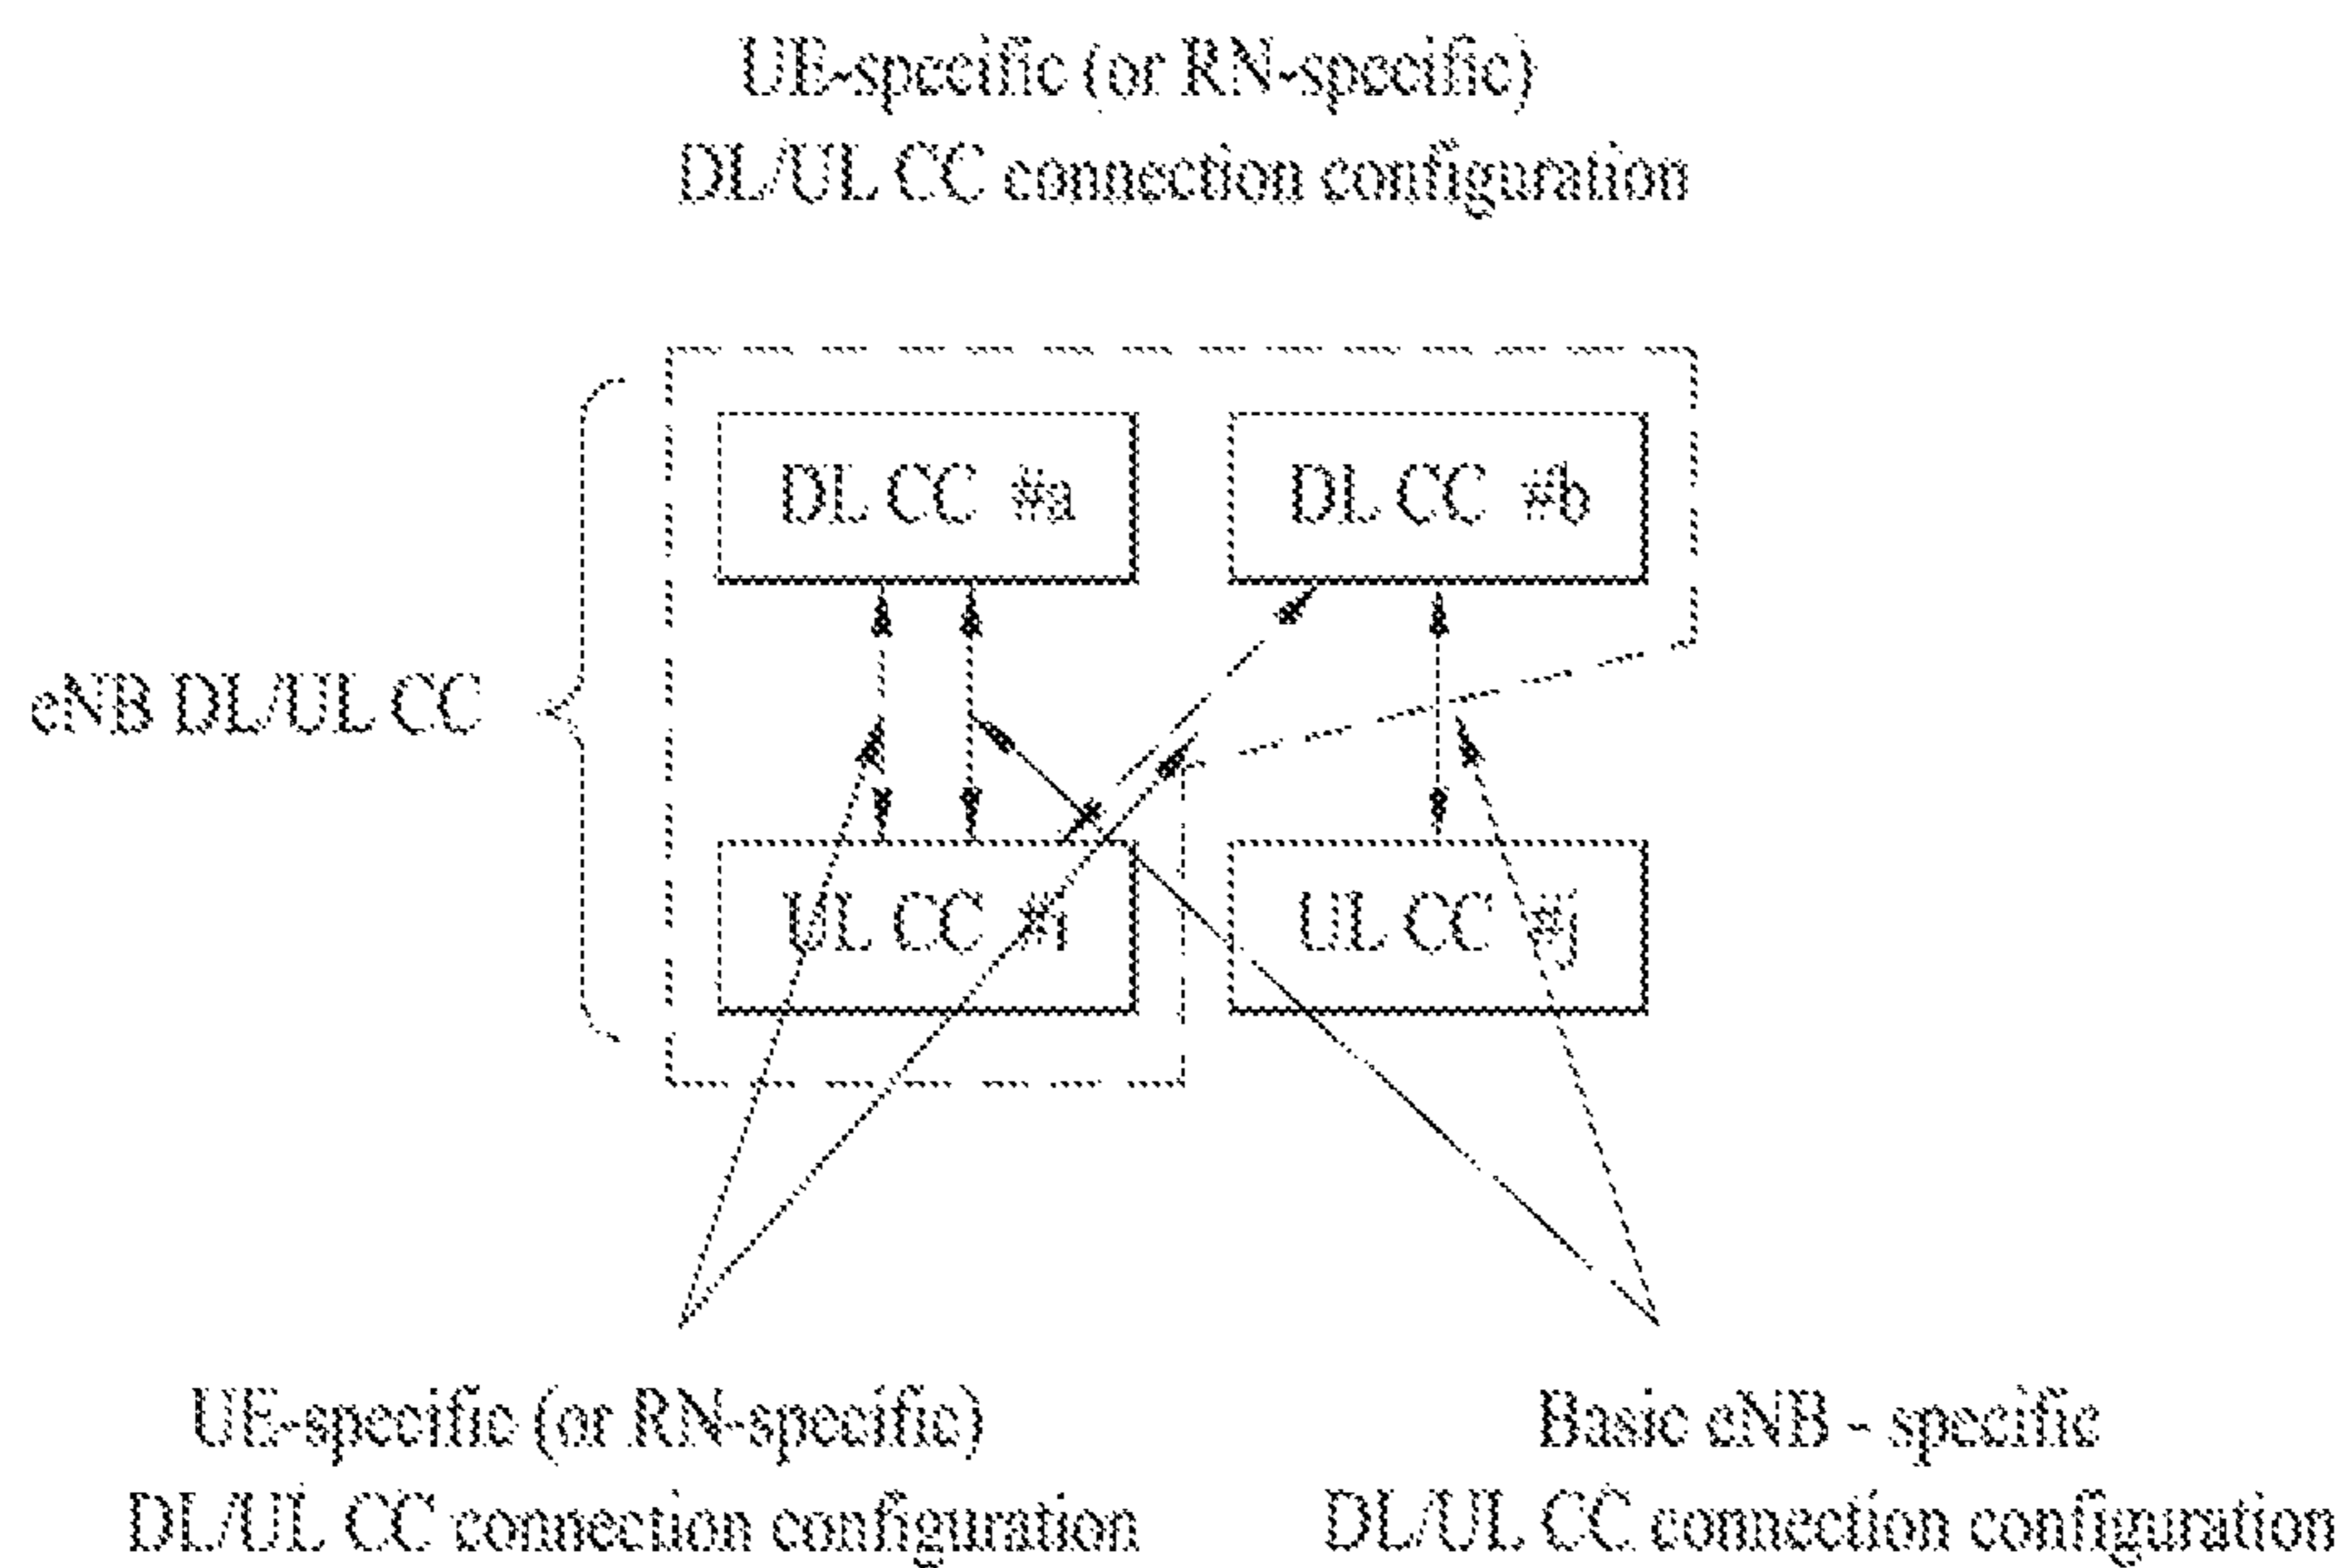 UE-specific (or RN-specific)
DL/UL CC connection configuration
DL CC #a
DL CC #b
eNB DL/UL CC
UL CC #i
UL CC #j
UE-specific (or RN-specific)
DL/UL CC connection configuration
Basic eNB - specific
DL/UL CC connection configuration